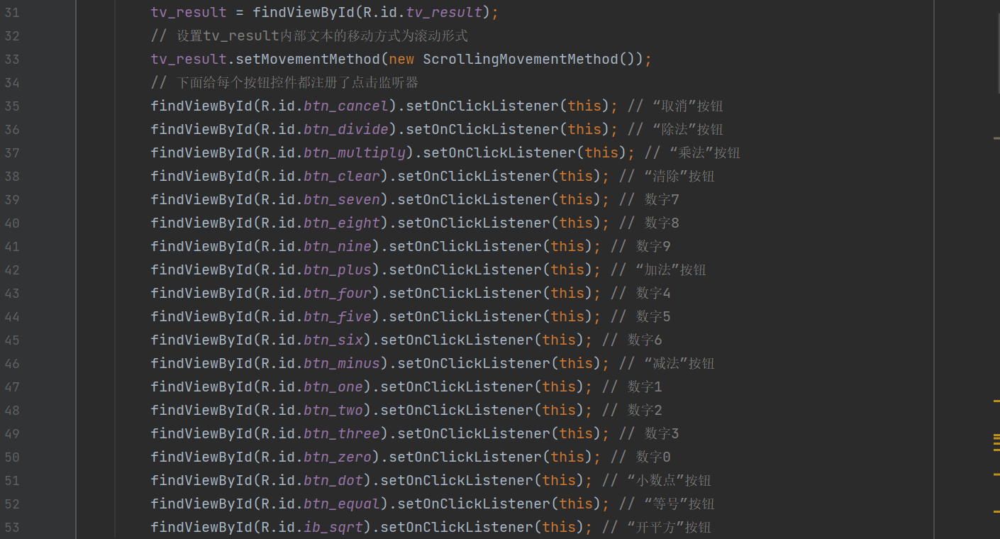 31 tv_result = findViewById(R.id.tv_result);
32 // 设置tv_result内部文本的移动方式为滚动形式
33 tv_result.setMovementMethod(new ScrollingMovementMethod());
34 // 下面给每个按钮控件都注册了点击监听器
35 findViewById(R.id.btn_cancel).setOnClickListener(this); // “取消”按钮
36 findViewById(R.id.btn_divide).setOnClickListener(this); // “除法”按钮
37 findViewById(R.id.btn_multiply).setOnClickListener(this); // “乘法”按钮
38 findViewById(R.id.btn_clear).setOnClickListener(this); // “清除”按钮
39 findViewById(R.id.btn_seven).setOnClickListener(this); // 数字7
40 findViewById(R.id.btn_eight).setOnClickListener(this); // 数字8
41 findViewById(R.id.btn_nine).setOnClickListener(this); // 数字9
42 findViewById(R.id.btn_plus).setOnClickListener(this); // “加法”按钮
43 findViewById(R.id.btn_four).setOnClickListener(this); // 数字4
44 findViewById(R.id.btn_five).setOnClickListener(this); // 数字5
45 findViewById(R.id.btn_six).setOnClickListener(this); // 数字6
46 findViewById(R.id.btn_minus).setOnClickListener(this); // “减法”按钮
47 findViewById(R.id.btn_one).setOnClickListener(this); // 数字1
48 findViewById(R.id.btn_two).setOnClickListener(this); // 数字2
49 findViewById(R.id.btn_three).setOnClickListener(this); // 数字3
50 findViewById(R.id.btn_zero).setOnClickListener(this); // 数字0
51 findViewById(R.id.btn_dot).setOnClickListener(this); // “小数点”按钮
52 findViewById(R.id.btn_equal).setOnClickListener(this); // “等号”按钮
53 findViewById(R.id.ib_sqrt).setOnClickListener(this); // “开平方”按钮